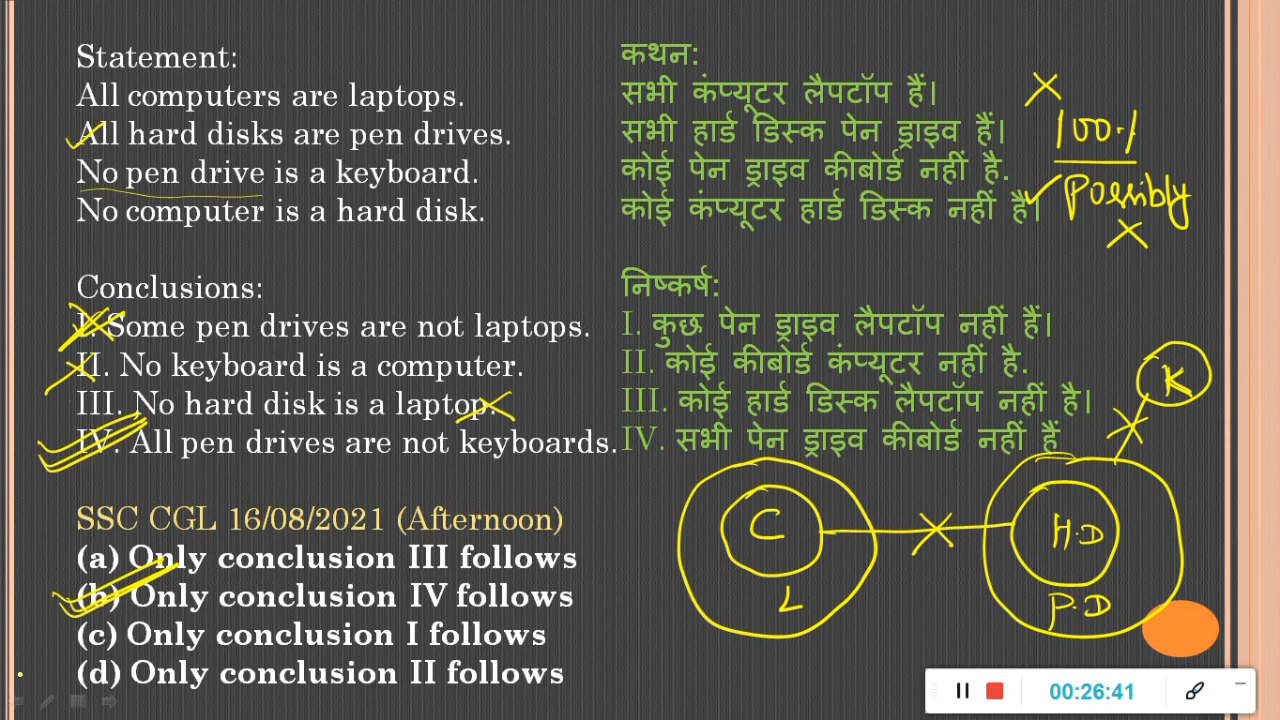 Statement:
All computers are laptops.
All hard disks are pen drives.
No pen drive is a keyboard.
No computer is a hard disk.
Conclusions:
I. Some pen drives are not laptops.
II. No keyboard is a computer.
III. No hard disk is a laptop.
IV. All pen drives are not keyboards.
SSC CGL 16/08/2021 (Afternoon)
(a) Only conclusion III follows
(b) Only conclusion IV follows
(c) Only conclusion I follows
(d) Only conclusion II follows
कथन:
सभी कंप्यूटर लैपटॉप हैं।
सभी हार्ड डिस्क पेन ड्राइव हैं।
कोई पेन ड्राइव कीबोर्ड नहीं है.
कोई कंप्यूटर हार्ड डिस्क नहीं है।
निष्कर्ष:
I. कुछ पेन ड्राइव लैपटॉप नहीं हैं।
II. कोई कीबोर्ड कंप्यूटर नहीं है.
III. कोई हार्ड डिस्क लैपटॉप नहीं है।
IV. सभी पेन ड्राइव कीबोर्ड नहीं हैं
100%
Possibly
K
C
L
H.D
P.D
00:26:41